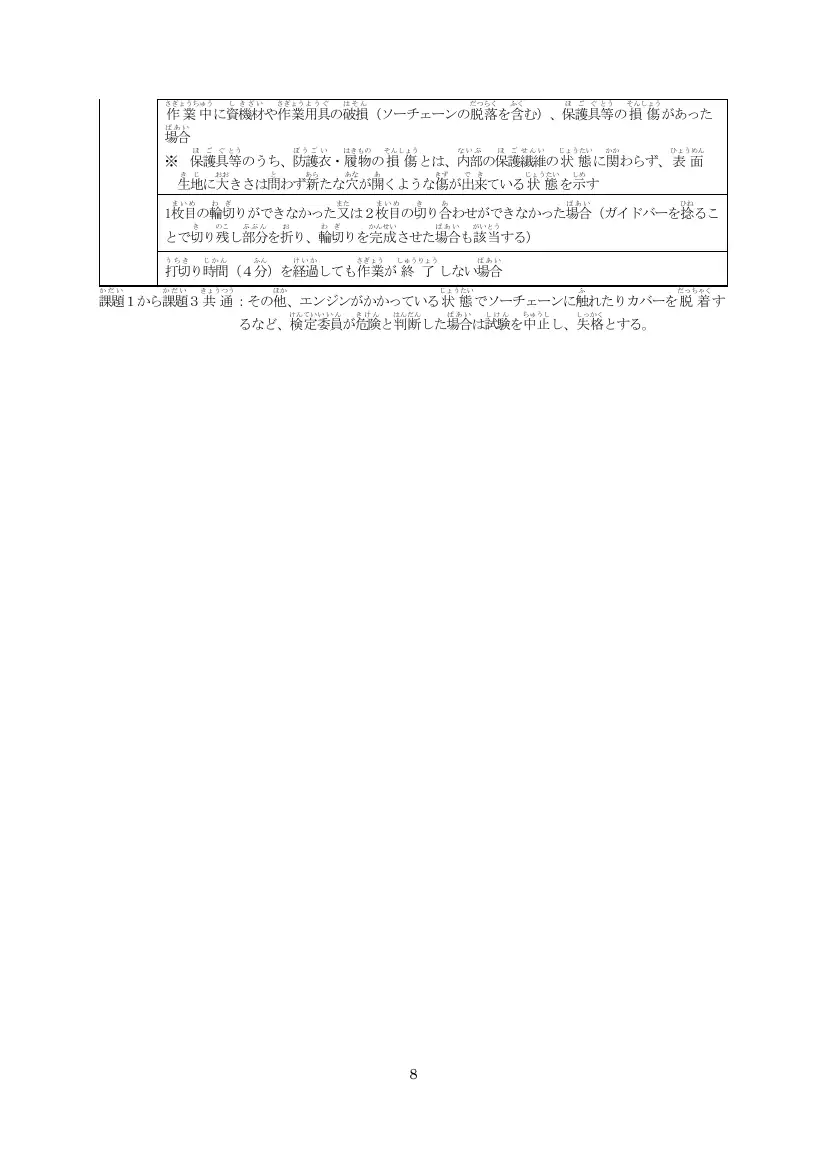 作業中に資機材や作業用具の破損（ソーチェーンの脱落を含む）、保護具等の損傷があった
場合
※　保護具等のうち、防護衣・履物の損傷とは、内部の保護繊維の状態に関わらず、表面
生地に大きさは問わず新たな穴が開くような傷が出来ている状態を示す
1枚目の輪切りができなかった又は２枚目の切り合わせができなかった場合（ガイドバーを捻るこ
とで切り残し部分を折り、輪切りを完成させた場合も該当する）
打切り時間（４分）を経過しても作業が終了しない場合
課題１から課題３共通：その他、エンジンがかかっている状態でソーチェーンに触れたりカバーを脱着す
るなど、検定委員が危険と判断した場合は試験を中止し、失格とする。
8